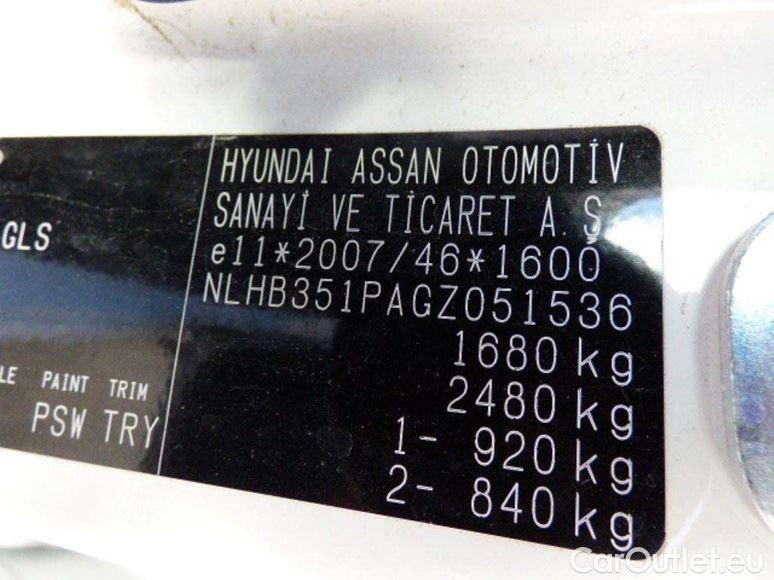 HYUNDAI ASSAN OTOMOTİV
SANAYİ VE TİCARET A.Ş
e11*2007/46*1600
NLHB351PAGZ051536
1680 kg
2480 kg
1- 920 kg
2- 840 kg
GLS
PAINT TRIM
PSW TRY
CarOutlet.eu